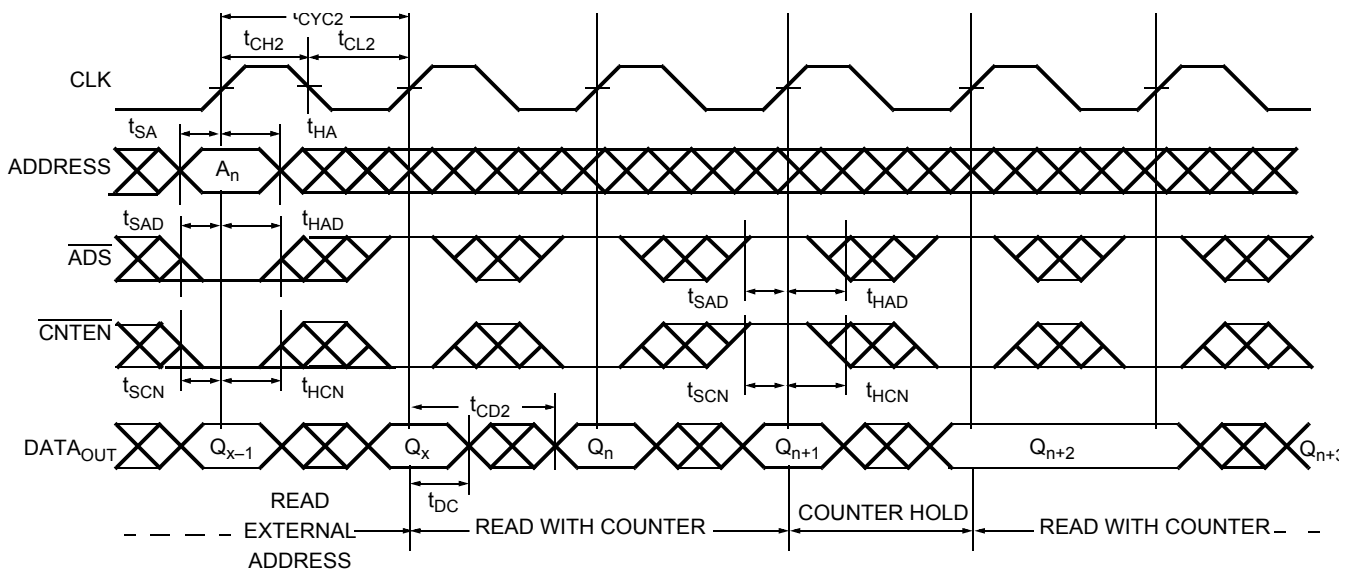 tCYC2
tCH2 tCL2
CLK
tSA tHA
ADDRESS An
tSAD tHAD
ADS
tSAD tHAD
CNTEN
tSCN tHCN tSCN tHCN
tCD2
DATAOUT Qx–1 Qx Qn Qn+1 Qn+2 Qn+3
tDC
READ EXTERNAL ADDRESS
READ WITH COUNTER
COUNTER HOLD
READ WITH COUNTER